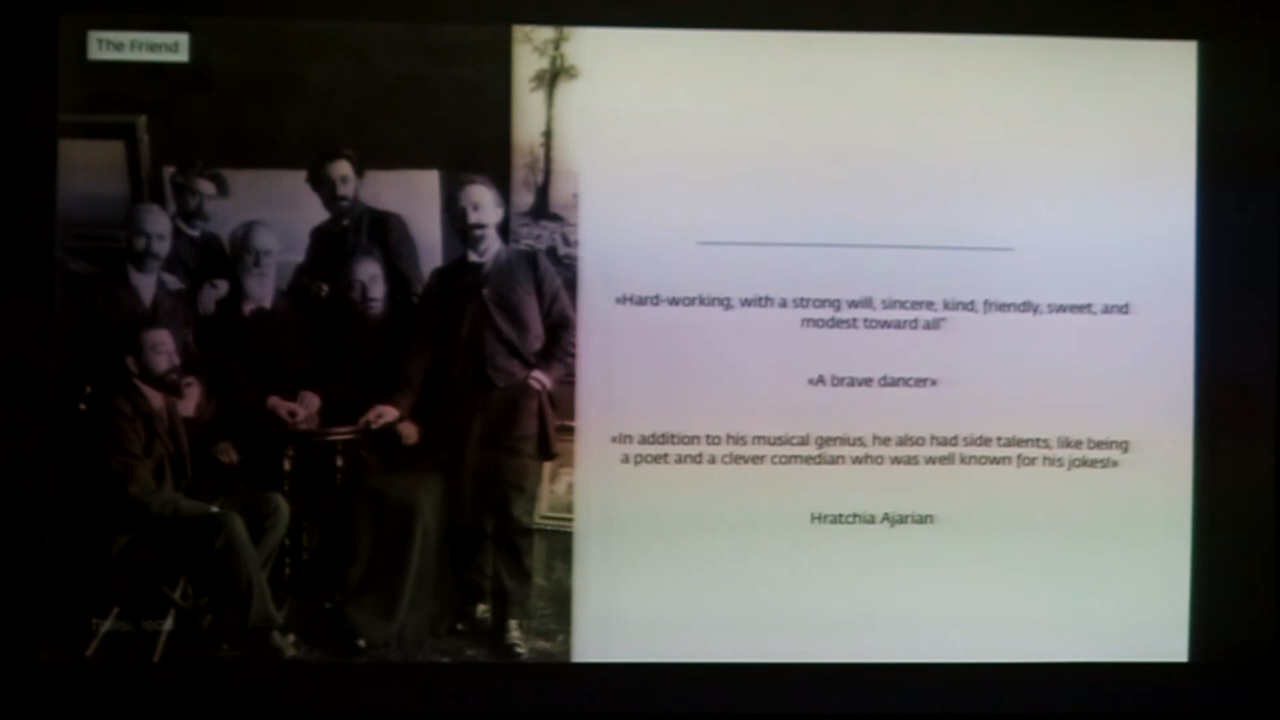 The Friend
«Hard-working, with a strong will, sincere, kind, friendly, sweet, and
modest toward all"
«A brave dancer»
«In addition to his musical genius, he also had side talents, like being
a poet and a clever comedian who was well known for his jokes!»
Hratchia Ajarian